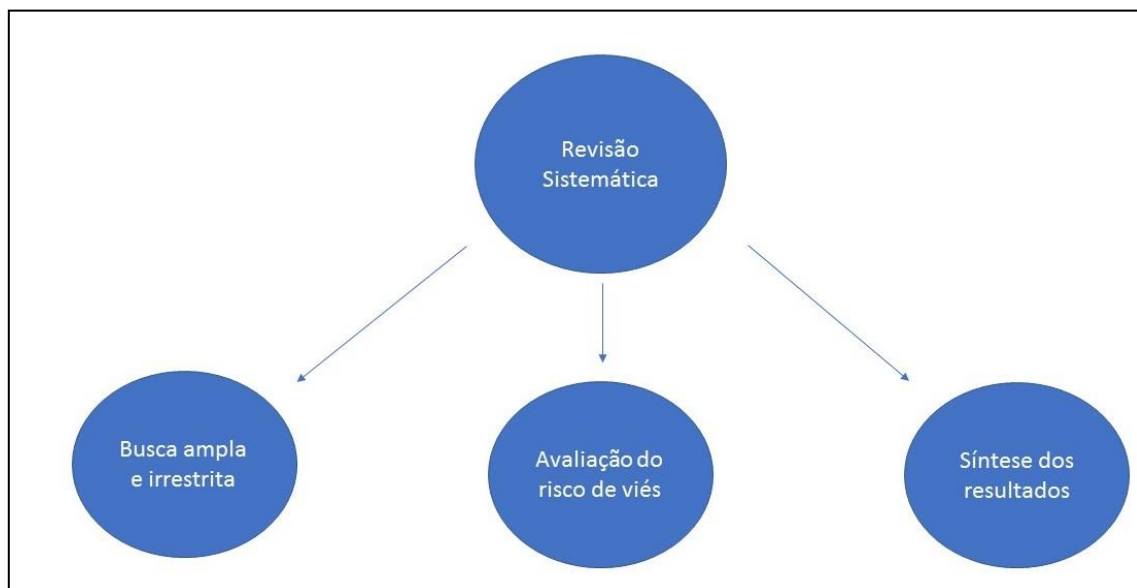 Revisão
Sistemática
Busca ampla
e irrestrita
Avaliação do
risco de viés
Síntese dos
resultados